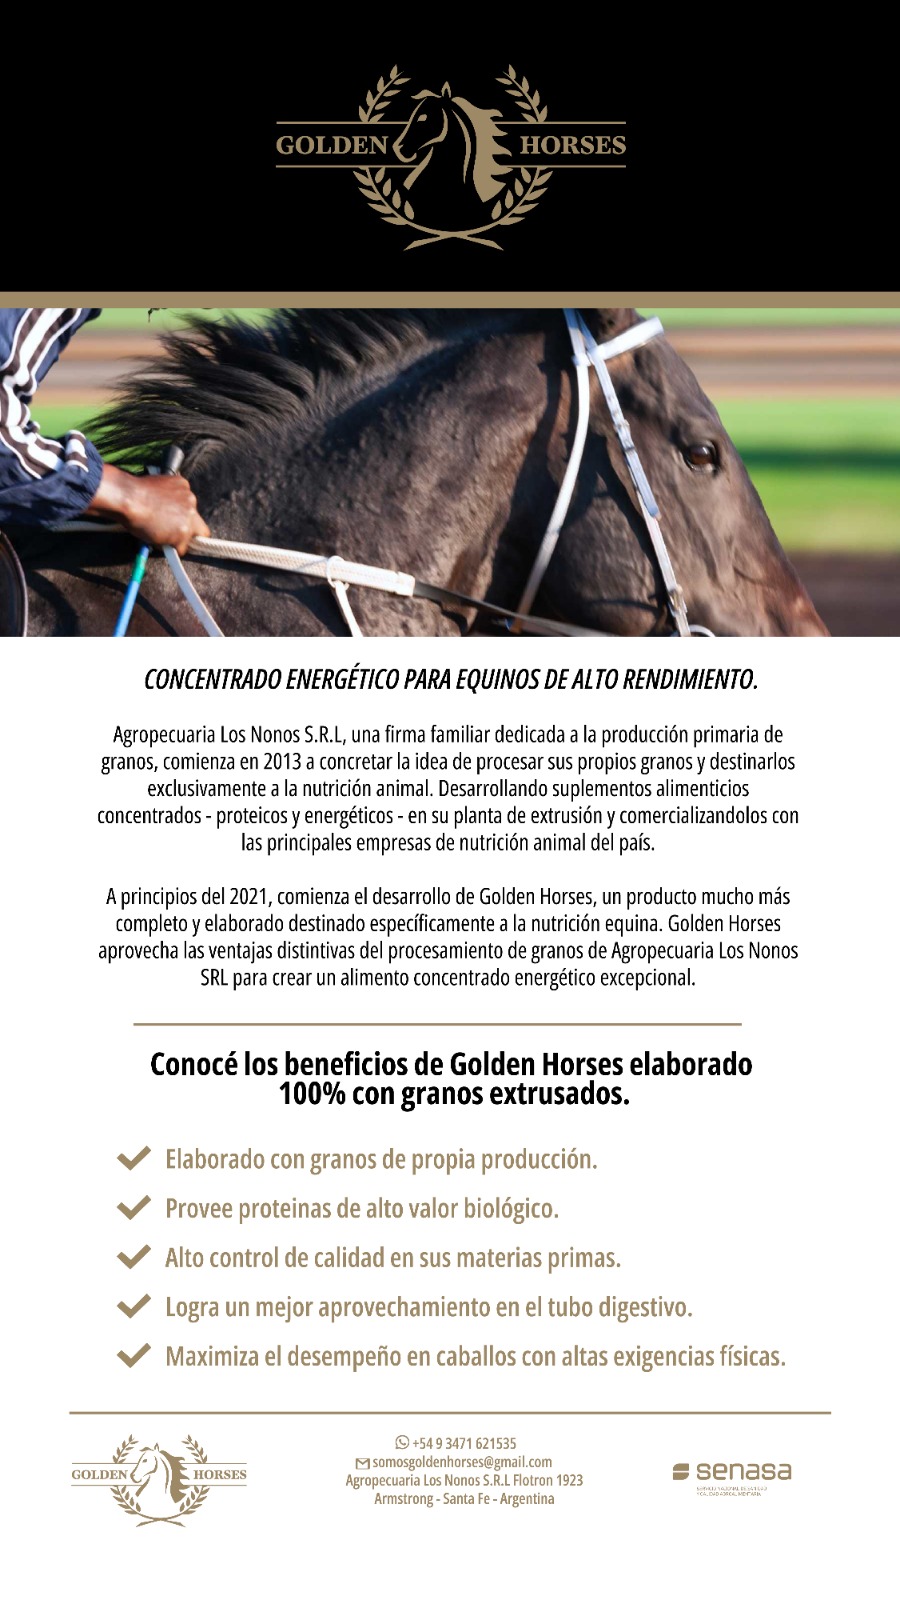 GOLDEN HORSES
CONCENTRADO ENERGÉTICO PARA EQUINOS DE ALTO RENDIMIENTO.
Agropecuaria Los Nonos S.R.L, una firma familiar dedicada a la producción primaria de
granos, comienza en 2013 a concretar la idea de procesar sus propios granos y destinarlos
exclusivamente a la nutrición animal. Desarrollando suplementos alimenticios
concentrados - proteicos y energéticos - en su planta de extrusión y comercializandolos con
las principales empresas de nutrición animal del país.
A principios del 2021, comienza el desarrollo de Golden Horses, un producto mucho más
completo y elaborado destinado específicamente a la nutrición equina. Golden Horses
aprovecha las ventajas distintivas del procesamiento de granos de Agropecuaria Los Nonos
SRL para crear un alimento concentrado energético excepcional.
Conocé los beneficios de Golden Horses elaborado
100% con granos extrusados.
Elaborado con granos de propia producción.
Provee proteinas de alto valor biológico.
Alto control de calidad en sus materias primas.
Logra un mejor aprovechamiento en el tubo digestivo.
Maximiza el desempeño en caballos con altas exigencias físicas.
GOLDEN HORSES
+54 9 3471 621535
somosgoldenhorses@gmail.com
Agropecuaria Los Nonos S.R.L Flotron 1923
Armstrong - Santa Fe - Argentina
senasa